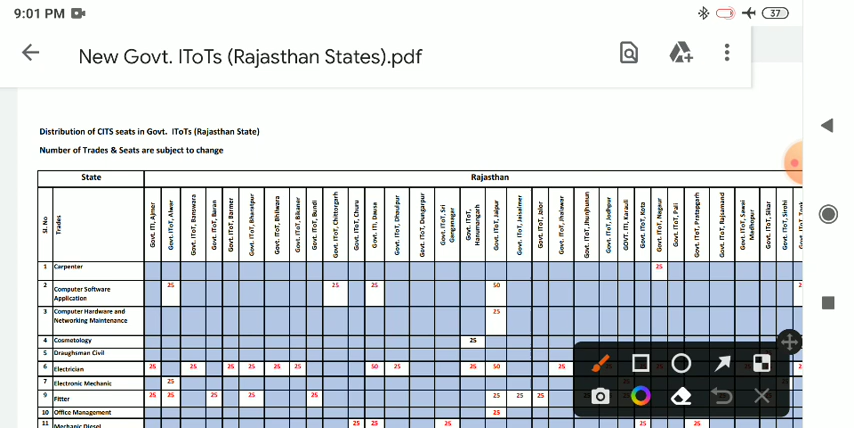 9:01 PM
37
New Govt. IToTs (Rajasthan States).pdf
Distribution of CITS seats in Govt. IToTs (Rajasthan State)
Number of Trades & Seats are subject to change
State Rajasthan
Sl. No Trades Govt. ITI, Ajmer Govt. IToT, Alwar Govt. IToT, Banswara Govt. IToT, Baran Govt. IToT, Barmer Govt. IToT, Bharatpur Govt. IToT, Bhilwara Govt. IToT, Bikaner Govt. IToT, Bundi Govt. IToT, Chittorgarh Govt. IToT, Churu Govt. ITI, Dausa Govt. IToT, Dholpur Govt. IToT, Dungarpur Govt. IToT, Sri Ganganagar Govt. IToT, Hanumangarh Govt. IToT, Jaipur Govt. IToT, Jaisalmer Govt. IToT, Jalor Govt. IToT, Jhalawar Govt. IToT, Jhunjhunun Govt. IToT, Jodhpur GOVT. ITI, Karauli Govt. IToT, Kota Govt. IToT, Nagaur Govt. IToT, Pali Govt. IToT, Pratapgarh Govt. IToT, Rajsamand Govt. IToT, Sawai Madhopur Govt. IToT, Sikar Govt. IToT, Sirohi Govt. IToT,
1 Carpenter 25
2 Computer Software Application 25 25 25 50 2
3 Computer Hardware and Networking Maintenance 25
4 Cosmetology 25
5 Draughsman Civil
6 Electrician 25 25 25 25 25 25 50 25 25 50 25
7 Electronic Mechanic 25
9 Fitter 25 25 25 25 25 25 25 25
10 Office Management 25
11 Mechanic Diesel 25 25 25 25 25